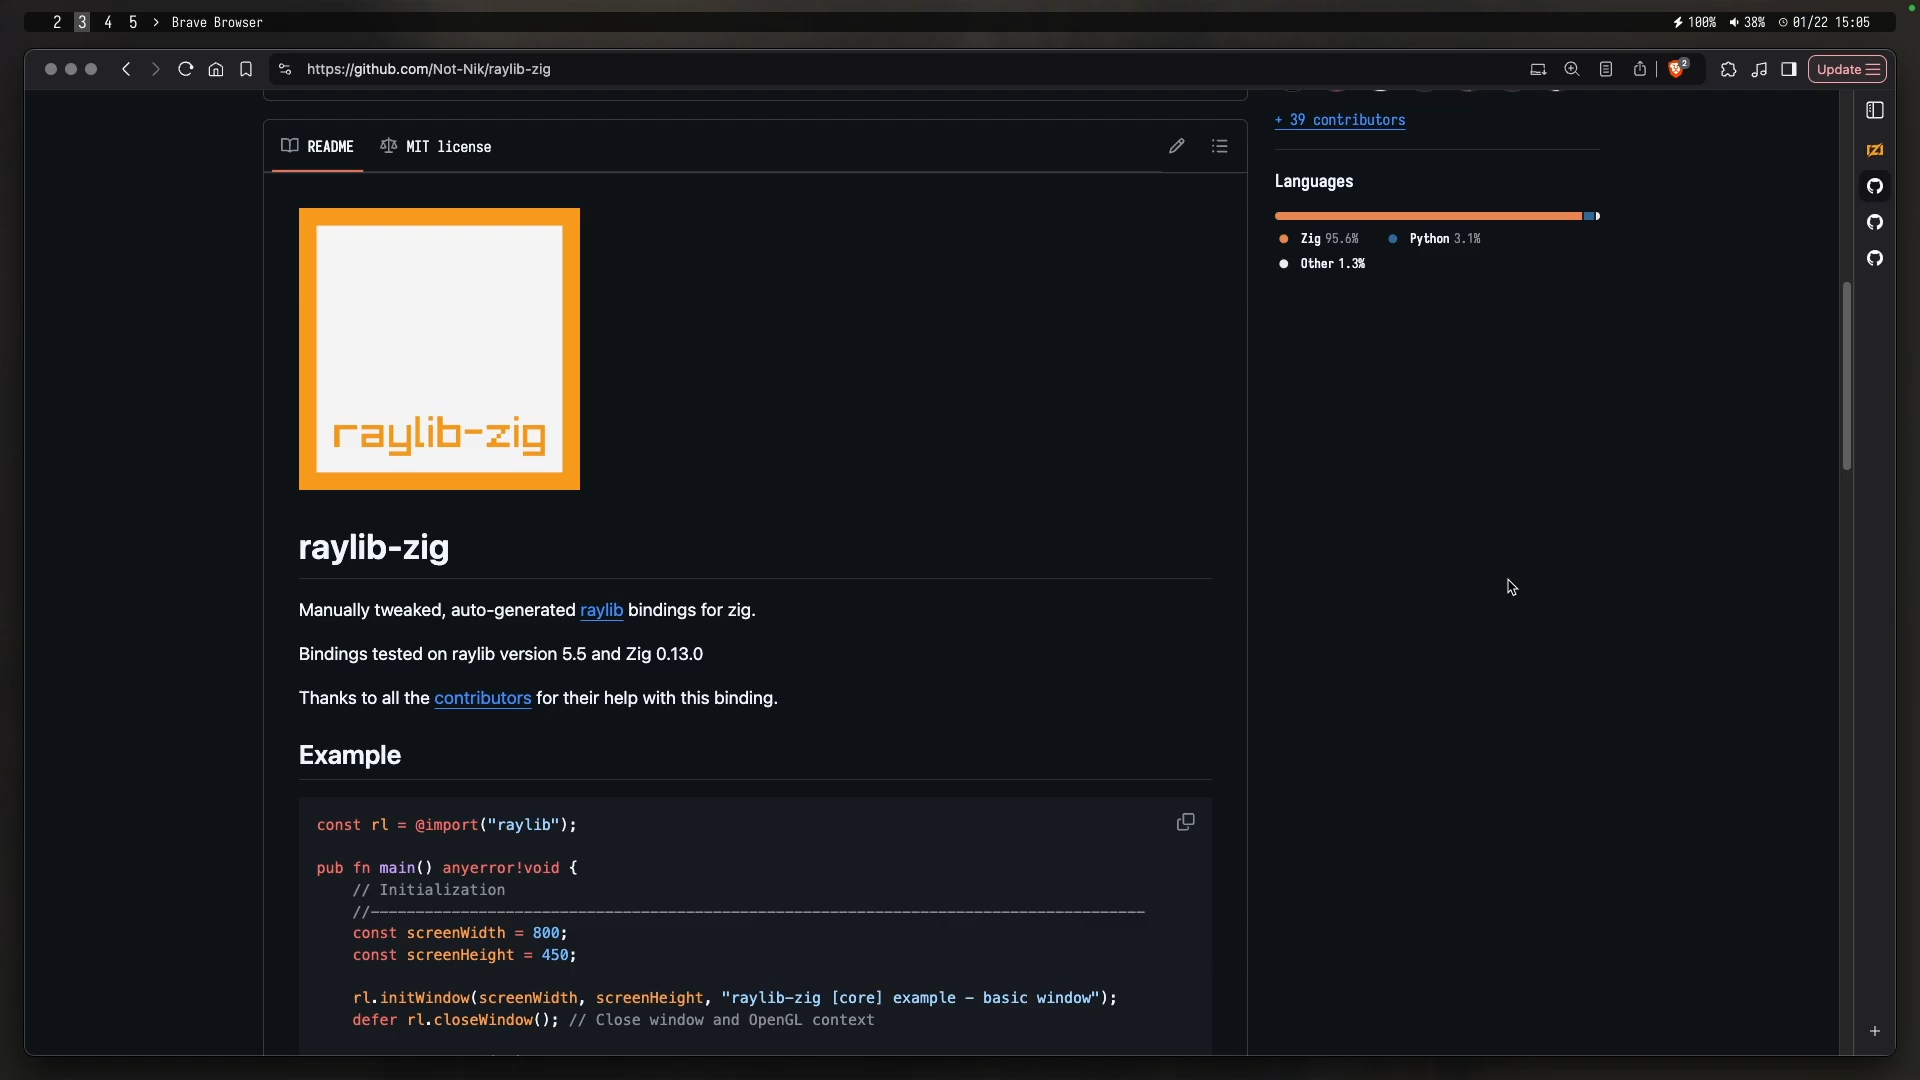 2 3 4 5 > Brave Browser
100% 38% 01/22 15:05
https://github.com/Not-Nik/raylib-zig
2
Update
+ 39 contributors
README MIT license
Languages
Zig 95.6% Python 3.1%
Other 1.3%
raylib-zig
raylib-zig
Manually tweaked, auto-generated raylib bindings for zig.
Bindings tested on raylib version 5.5 and Zig 0.13.0
Thanks to all the contributors for their help with this binding.
Example
const rl = @import("raylib");
pub fn main() anyerror!void {
// Initialization
//--------------------------------------------------------------------------------------
const screenWidth = 800;
const screenHeight = 450;
rl.initWindow(screenWidth, screenHeight, "raylib-zig [core] example - basic window");
defer rl.closeWindow(); // Close window and OpenGL context